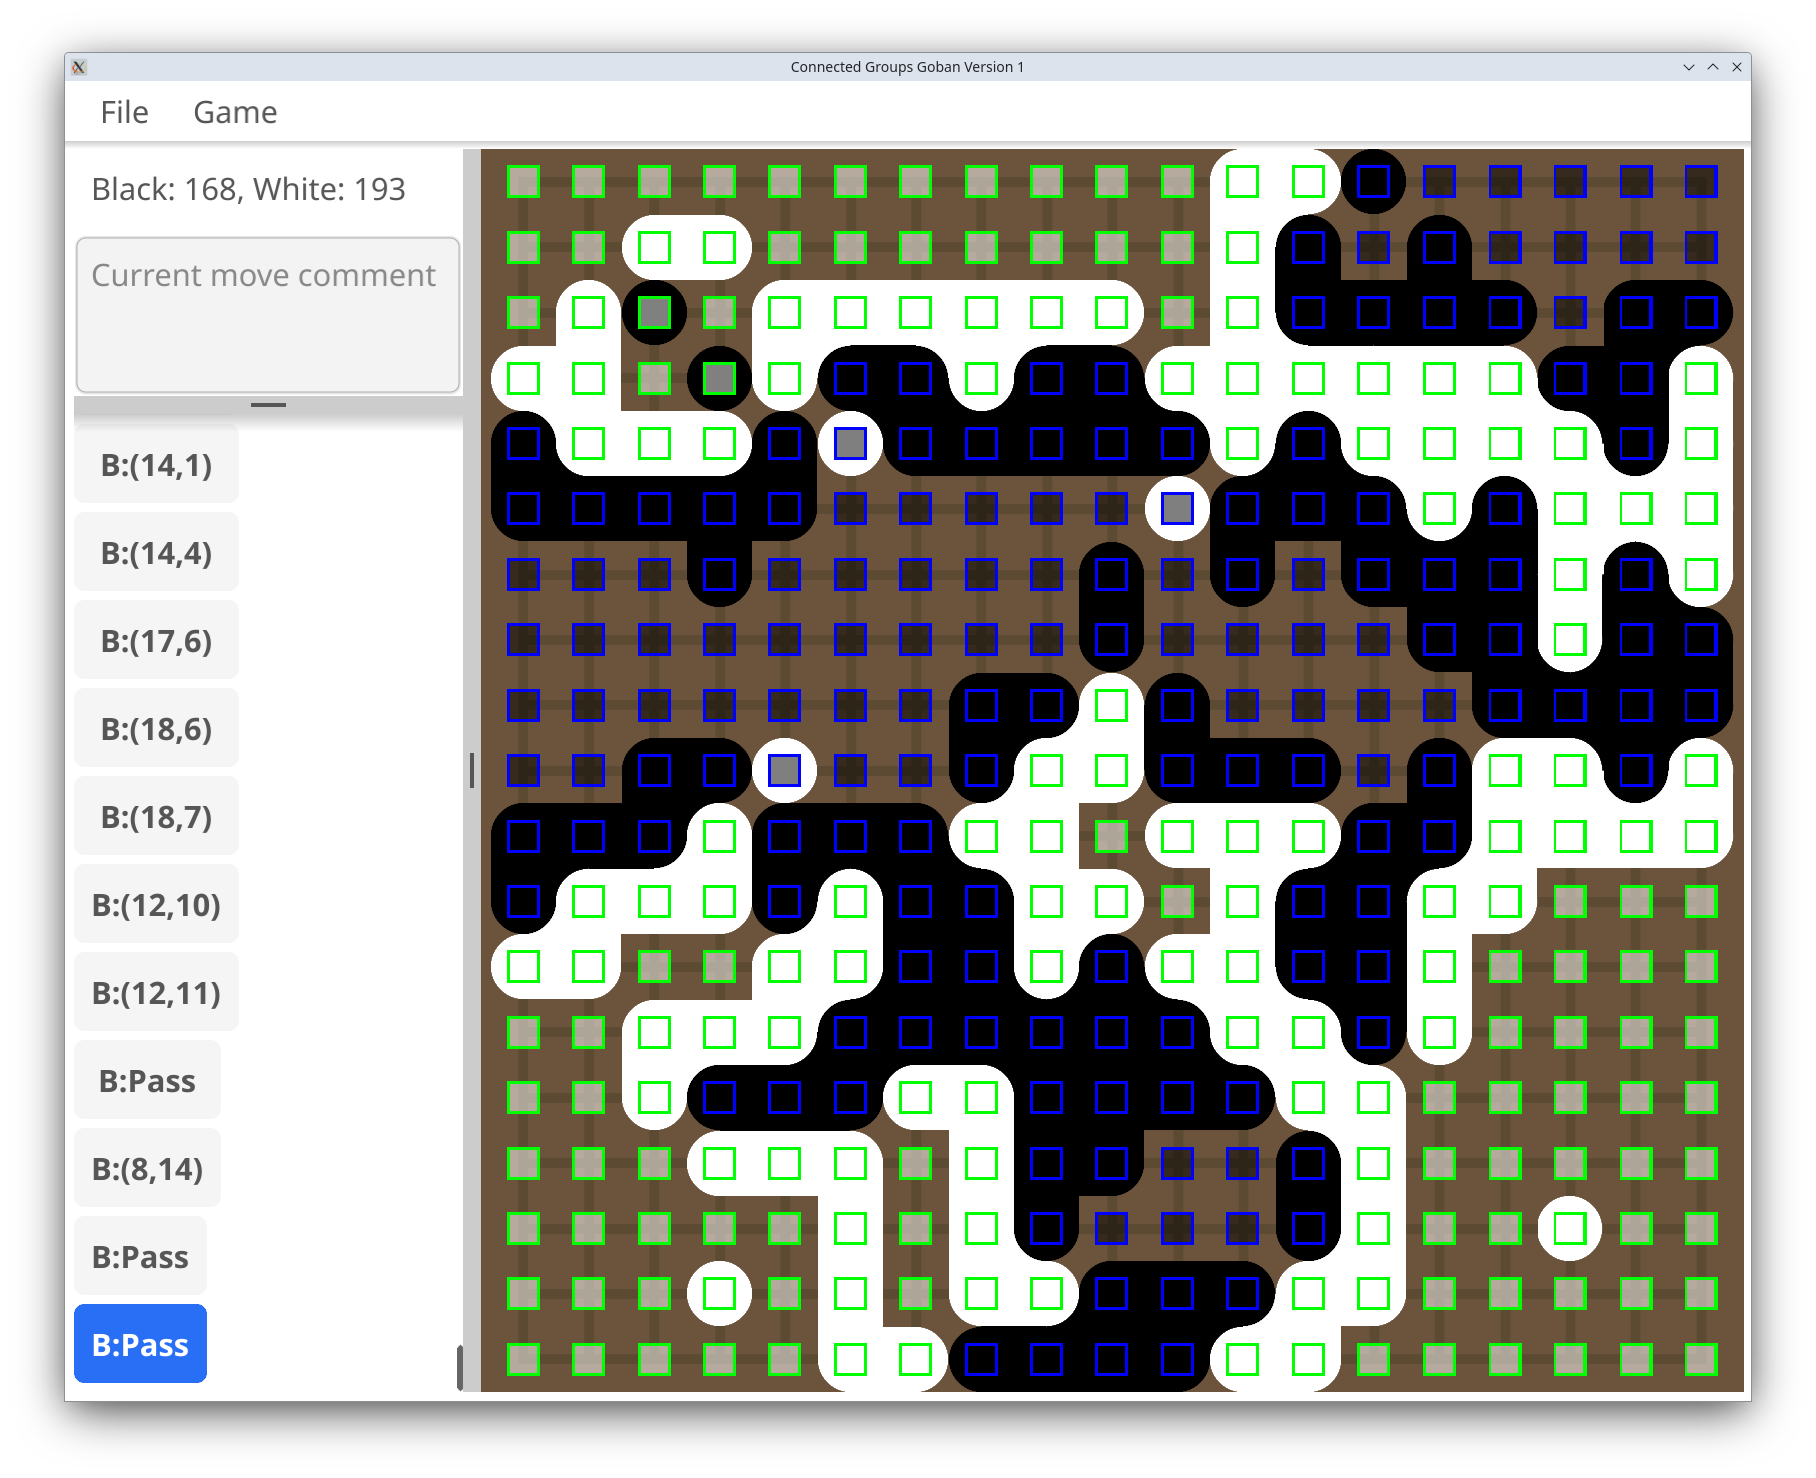 Connected Groups Goban Version 1
File Game
Black: 168, White: 193
Current move comment
B:(14,1)
B:(14,4)
B:(17,6)
B:(18,6)
B:(18,7)
B:(12,10)
B:(12,11)
B:Pass
B:(8,14)
B:Pass
B:Pass